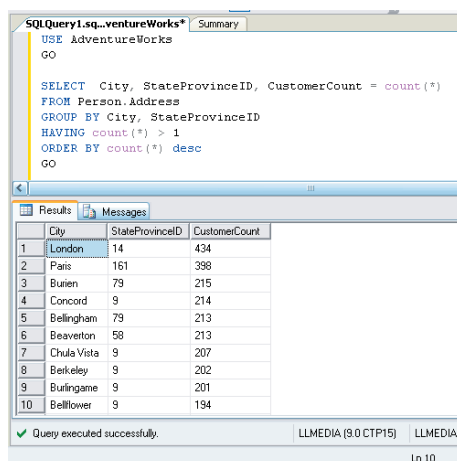 SQLQuery1.sq...ventureWorks* Summary
USE AdventureWorks
GO
SELECT City, StateProvinceID, CustomerCount = count(*)
FROM Person.Address
GROUP BY City, StateProvinceID
HAVING count(*) > 1
ORDER BY count(*) desc
GO
Results Messages
City StateProvinceID CustomerCount
1 London 14 434
2 Paris 161 398
3 Burien 79 215
4 Concord 9 214
5 Bellingham 79 213
6 Beaverton 58 213
7 Chula Vista 9 207
8 Berkeley 9 202
9 Burlingame 9 201
10 Bellflower 9 194
Query executed successfully. LLMEDIA (9.0 CTP15) LLMEDIA
Ln 10